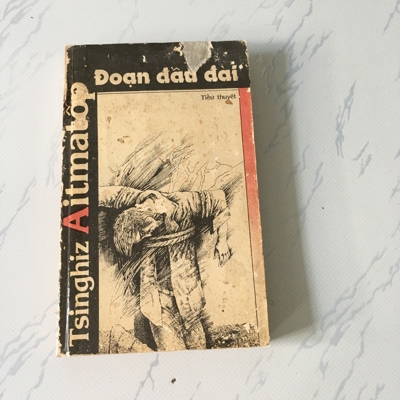 Đoạn đầu đài
Tiểu thuyết
Tsinghiz Aitmatốp